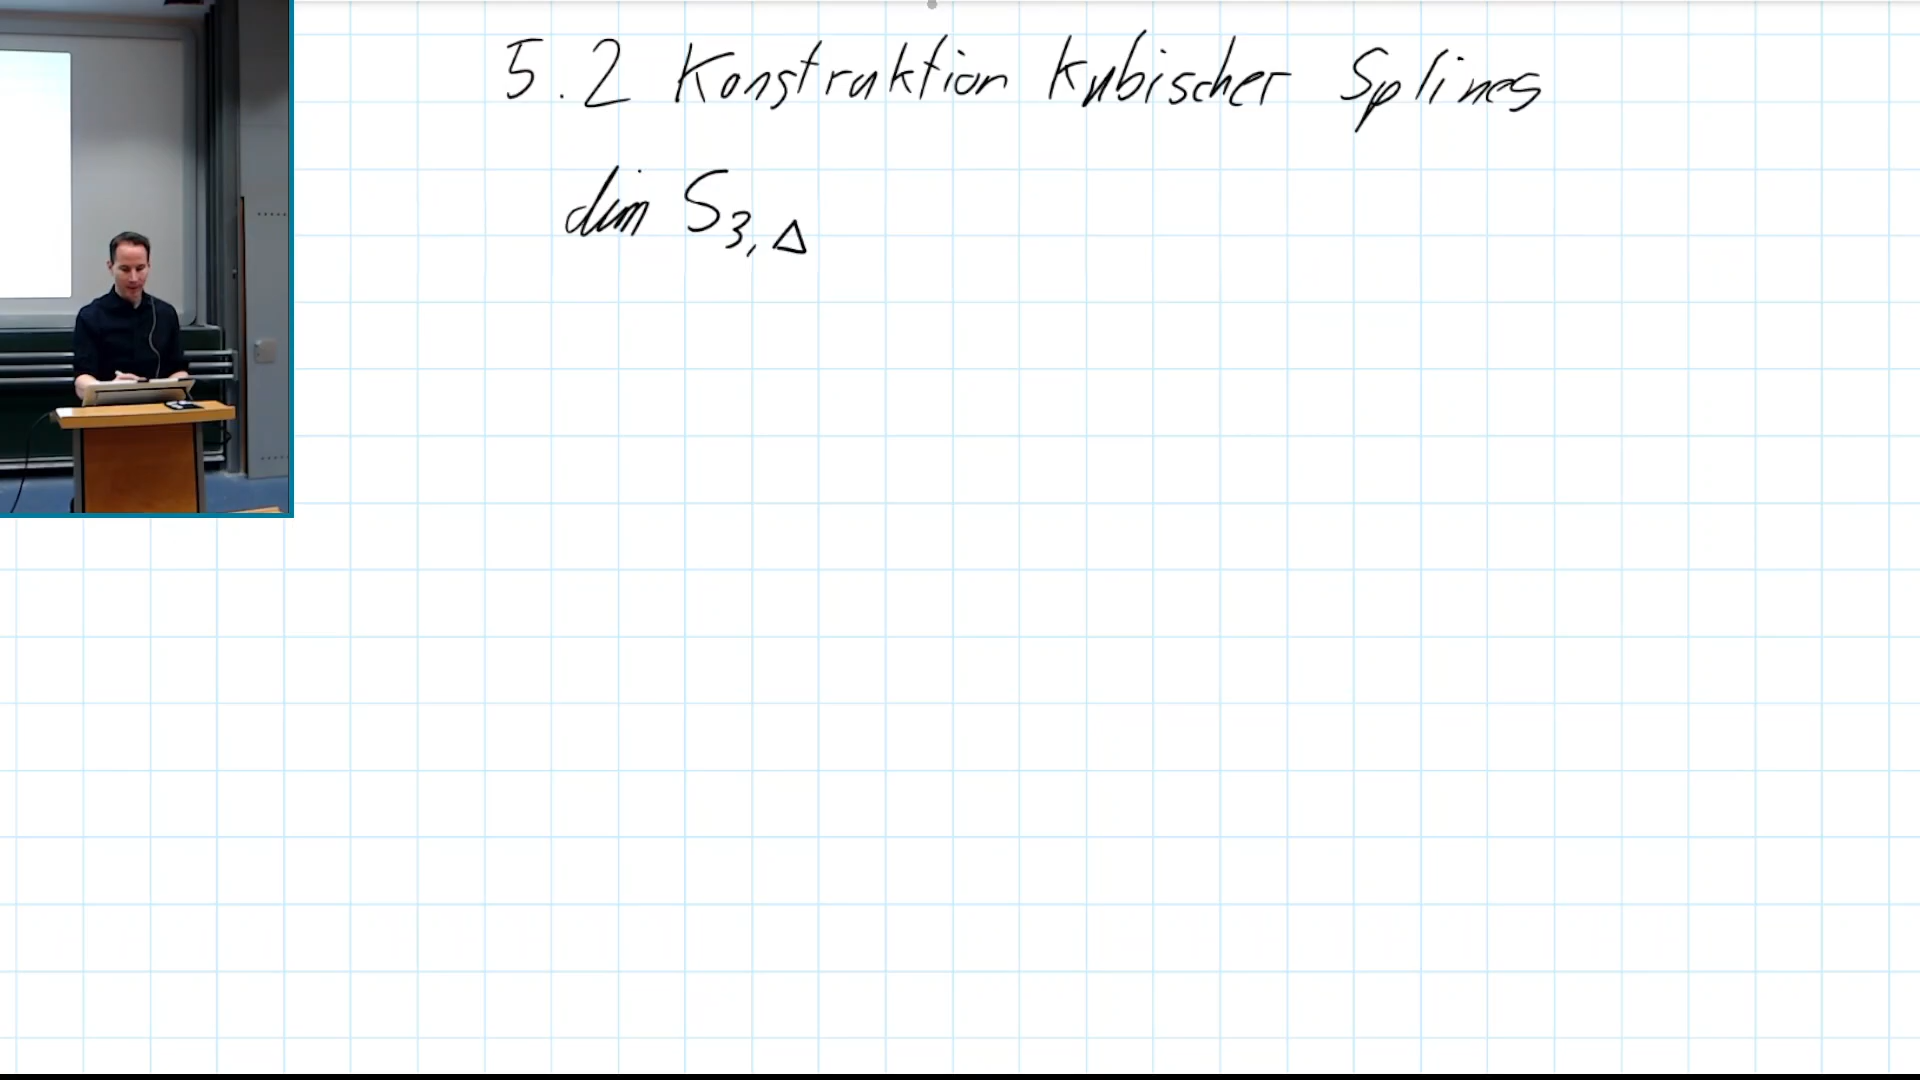 5.2 Konstruktion kubischer Splines
dim S₃,Δ